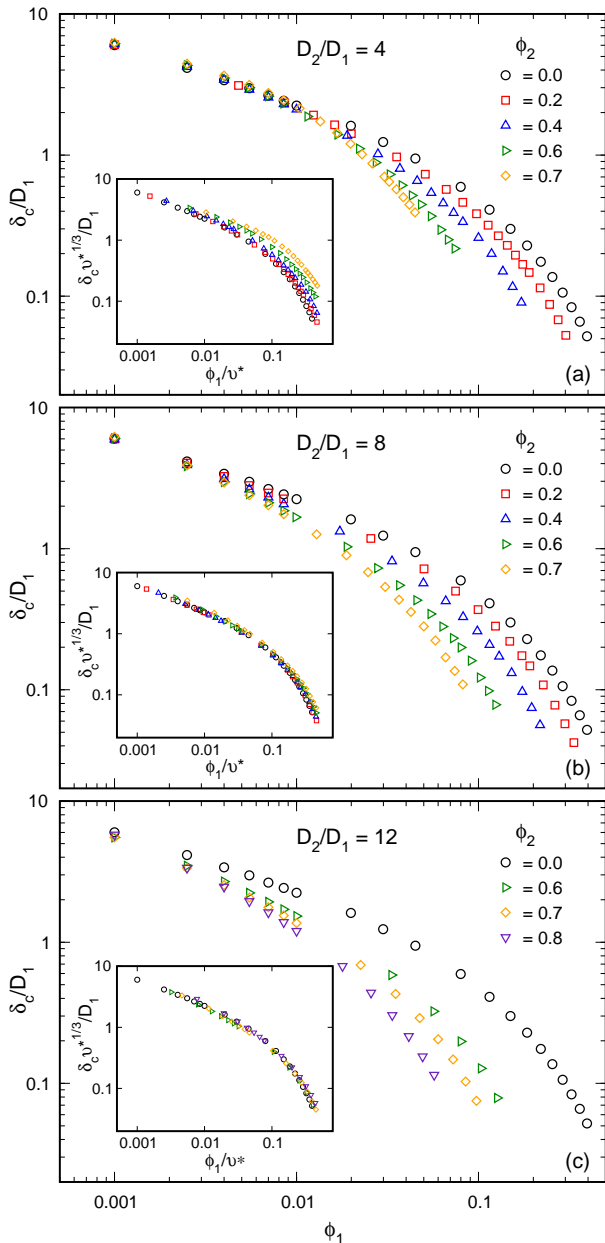 10
D₂/D₁ = 4
ϕ₂
= 0.0
= 0.2
= 0.4
= 0.6
= 0.7
1
0.1
δc/D₁
10
1
0.1
δc υ*¹/³/D₁
0.001 0.01 0.1
ϕ₁/υ*
(a)
10
D₂/D₁ = 8
ϕ₂
= 0.0
= 0.2
= 0.4
= 0.6
= 0.7
1
0.1
δc/D₁
10
1
0.1
δc υ*¹/³/D₁
0.001 0.01 0.1
ϕ₁/υ*
(b)
10
D₂/D₁ = 12
ϕ₂
= 0.0
= 0.6
= 0.7
= 0.8
1
0.1
δc/D₁
10
1
0.1
δc υ*¹/³/D₁
0.001 0.01 0.1
ϕ₁/υ*
(c)
0.001 0.01 0.1
ϕ₁